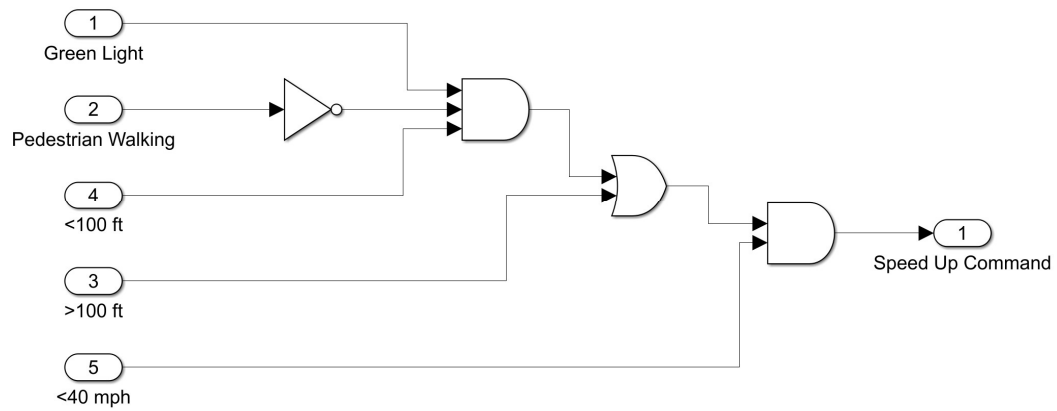 1
Green Light
2
Pedestrian Walking
4
<100 ft
3
>100 ft
5
<40 mph
1
Speed Up Command